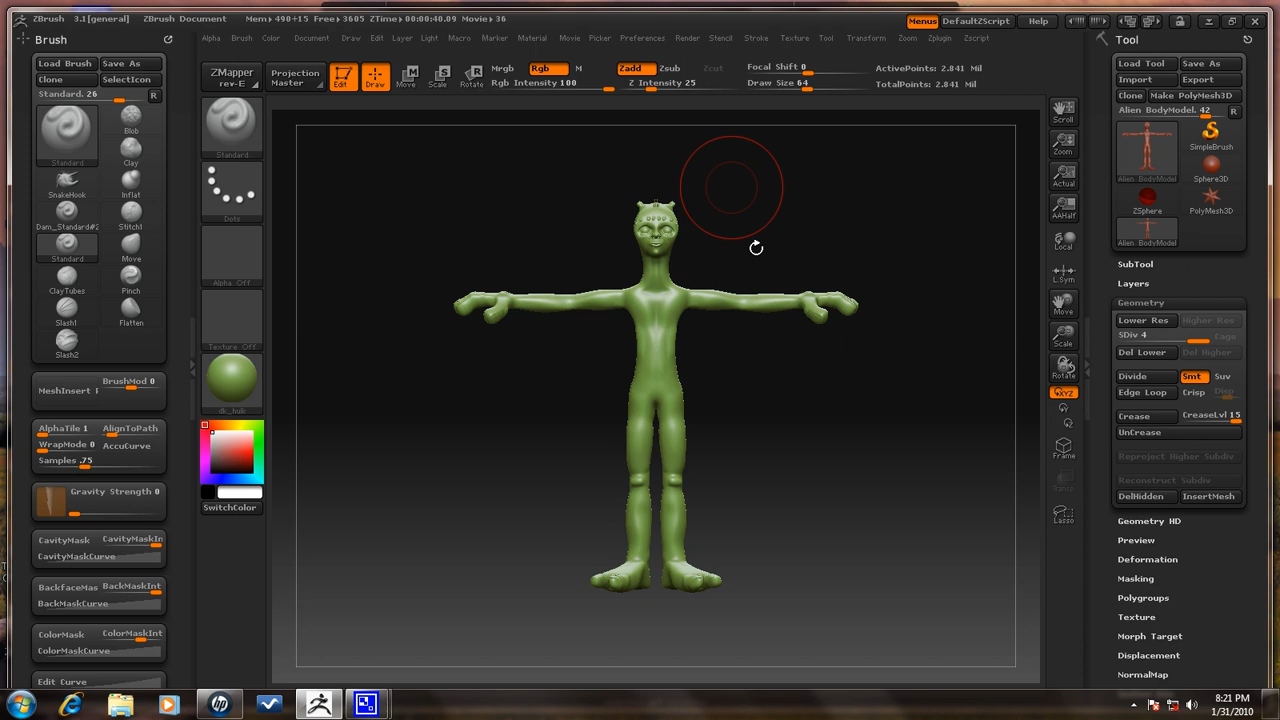 ZBrush 3.1[general] ZBrush Document Mem▸490+15 Free▸3605 ZTime▸00:00:40.09 Movie▸36 Menus DefaultZScript Help
Brush
Alpha Brush Color Document Draw Edit Layer Light Macro Marker Material Movie Picker Preferences Render Stencil Stroke Texture Tool Transform Zoom Zplugin Zscript
Tool
Load Brush Save As
Clone SelectIcon
Standard. 26 R
Standard
Blob
Clay
SnakeHook Inflat
Dam_Standard#2 Stitch1
Standard Move
ClayTubes Pinch
Slash1 Flatten
Slash2
BrushMod 0
AlphaTile 1 AlignToPath
WrapMode 0 AccuCurve
Samples .75
Gravity Strength 0
CavityMask
CavityMaskCurve
BackMaskInt
BackMaskCurve
ColorMask ColorMaskInt
ColorMaskCurve
Edit Curve
ZMapper
rev-E
Projection
Master
Edit Draw Move Scale Rotate
Mrgb Rgb M
Rgb Intensity 100
Zadd Zsub Zcut
Z Intensity 25
Focal Shift 0
Draw Size 64
ActivePoints: 2.841 Mil
TotalPoints: 2.841 Mil
Standard
Dots
Alpha Off
Texture Off
dk_hulk
SwitchColor
Scroll
Zoom
Actual
AAHalf
Local
L.Sym
Move
Scale
Rotate
XYZ
Frame
Transp
Lasso
Load Tool Save As
Import Export
Clone Make PolyMesh3D
Alien BodyModel. 42 R
Alien_BodyModel
SimpleBrush
Sphere3D
ZSphere PolyMesh3D
Alien_BodyModel
SubTool
Layers
Geometry
Lower Res Higher Res
SDiv 4 Cage
Del Lower Del Higher
Divide Smt Suv
Edge Loop Crisp Disp
Crease CreaseLvl 15
UnCrease
Reproject Higher Subdiv
Reconstruct Subdiv
DelHidden InsertMesh
Geometry HD
Preview
Deformation
Masking
Polygroups
Texture
Morph Target
Displacement
NormalMap
hp
8:21 PM
1/31/2010